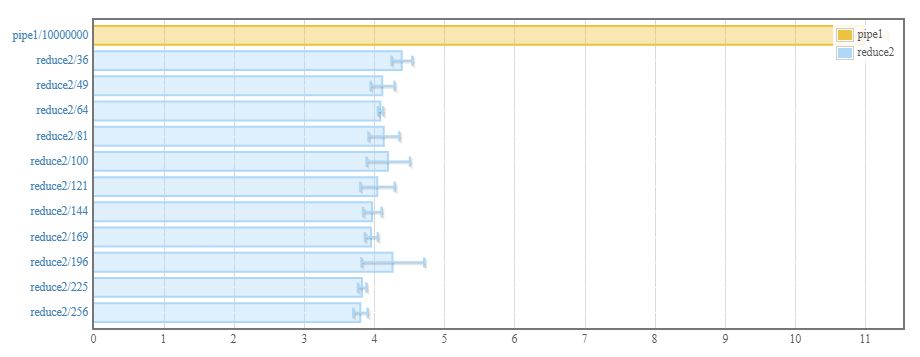 pipe1/10000000
reduce2/36
reduce2/49
reduce2/64
reduce2/81
reduce2/100
reduce2/121
reduce2/144
reduce2/169
reduce2/196
reduce2/225
reduce2/256
pipe1
reduce2
0 1 2 3 4 5 6 7 8 9 10 11